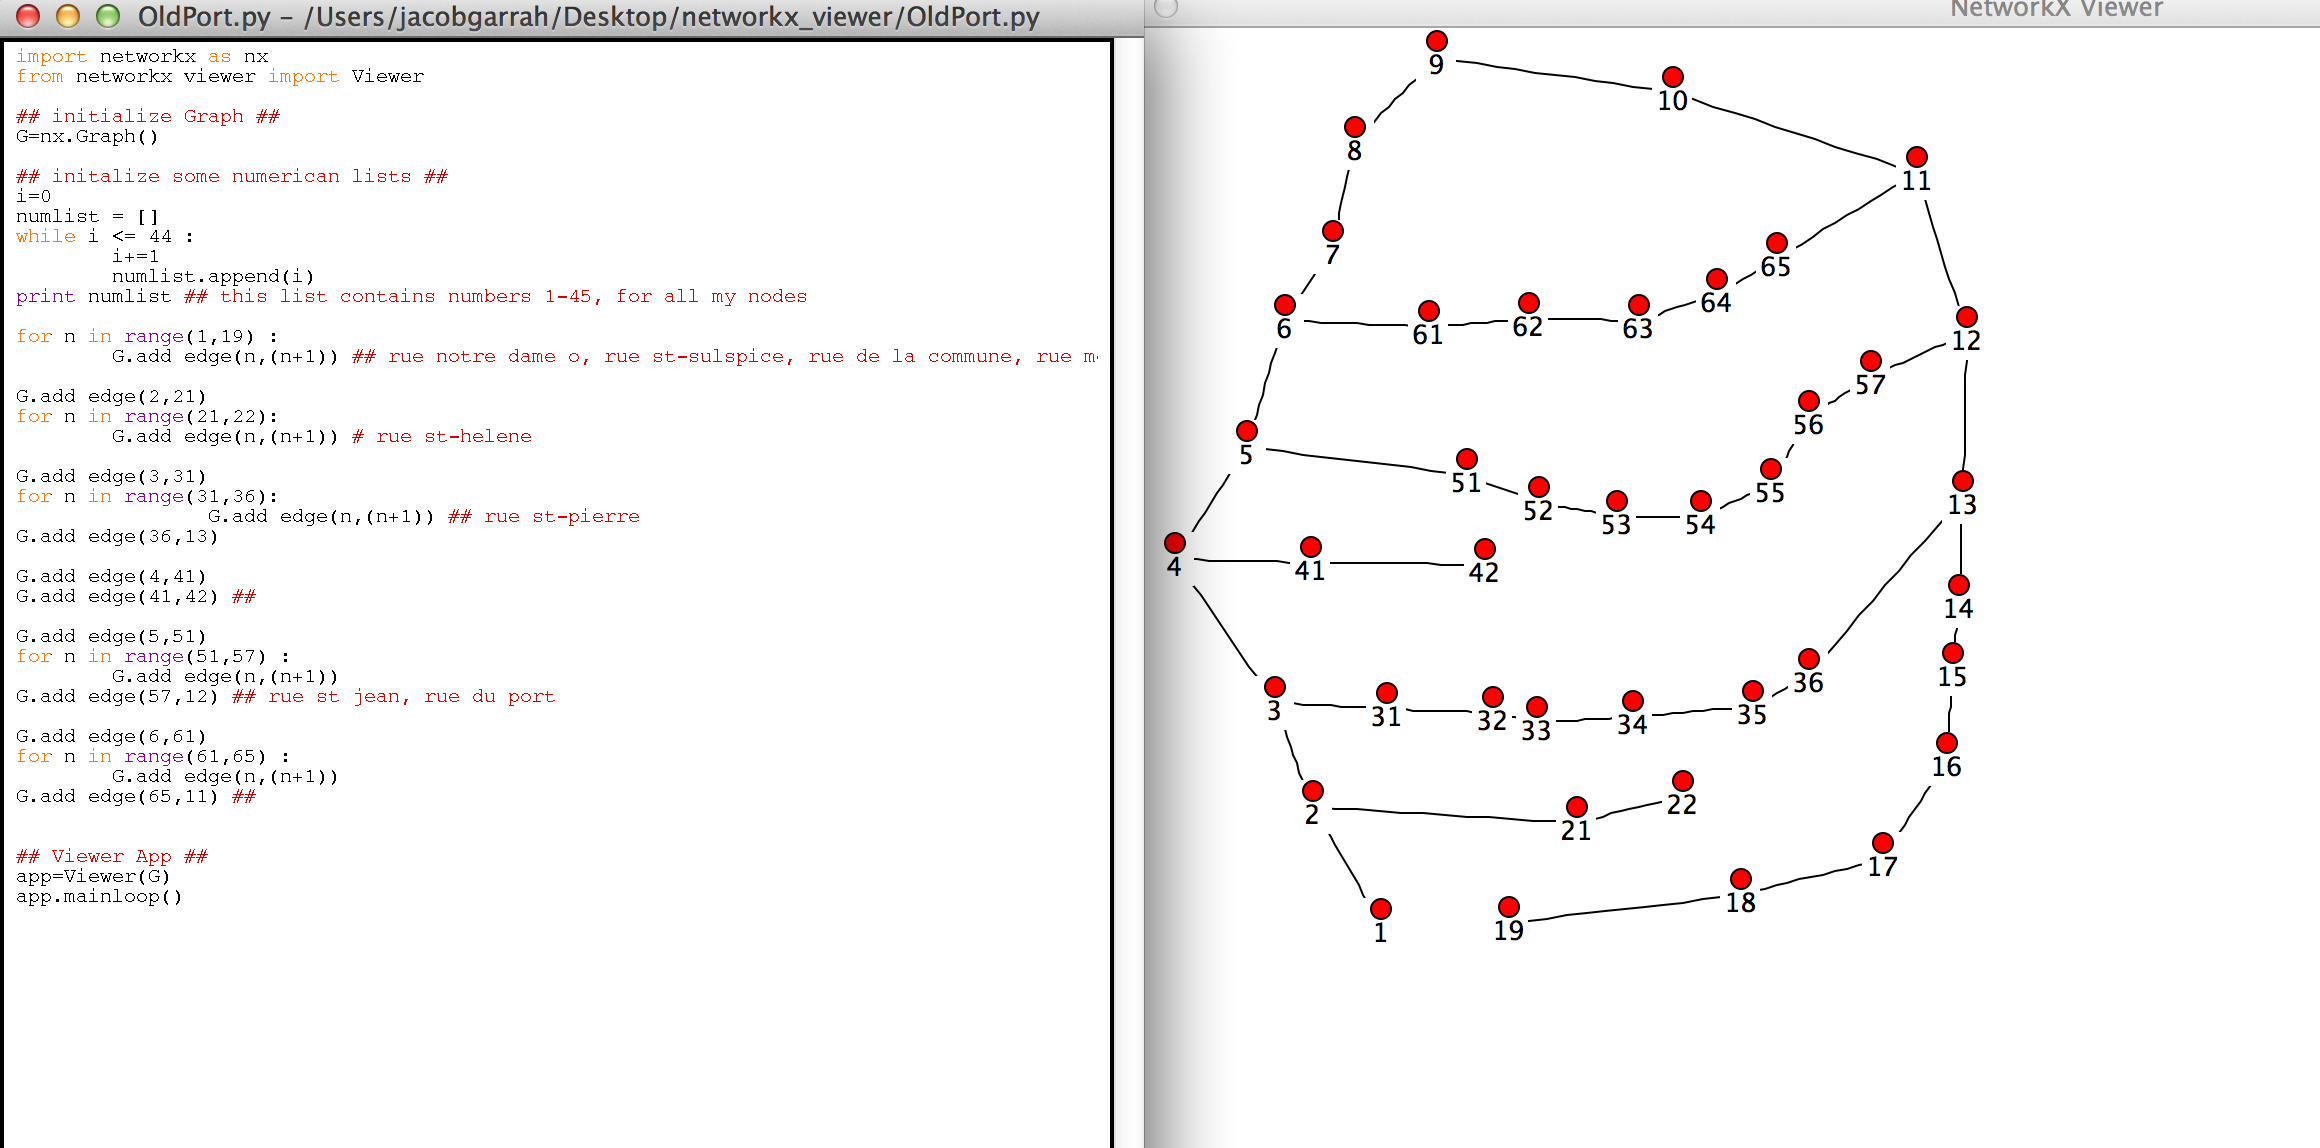 OldPort.py – /Users/jacobgarrah/Desktop/networkx_viewer/OldPort.py
import networkx as nx
from networkx viewer import Viewer
## initialize Graph ##
G=nx.Graph()
## initalize some numerican lists ##
i=0
numlist = []
while i <= 44 :
i+=1
numlist.append(i)
print numlist ## this list contains numbers 1-45, for all my nodes
for n in range(1,19) :
G.add edge(n,(n+1)) ## rue notre dame o, rue st-sulspice, rue de la commune, rue m
G.add edge(2,21)
for n in range(21,22):
G.add edge(n,(n+1)) # rue st-helene
G.add edge(3,31)
for n in range(31,36):
G.add edge(n,(n+1)) ## rue st-pierre
G.add edge(36,13)
G.add edge(4,41)
G.add edge(41,42) ##
G.add edge(5,51)
for n in range(51,57) :
G.add edge(n,(n+1))
G.add edge(57,12) ## rue st jean, rue du port
G.add edge(6,61)
for n in range(61,65) :
G.add edge(n,(n+1))
G.add edge(65,11) ##
## Viewer App ##
app=Viewer(G)
app.mainloop()
NetworkX Viewer
9
10
8
11
7
65
64
6
61
62
63
12
57
56
5
51
55
52
53
54
13
4
41
42
14
15
36
3
31
32
33
34
35
16
2
21
22
17
18
1
19